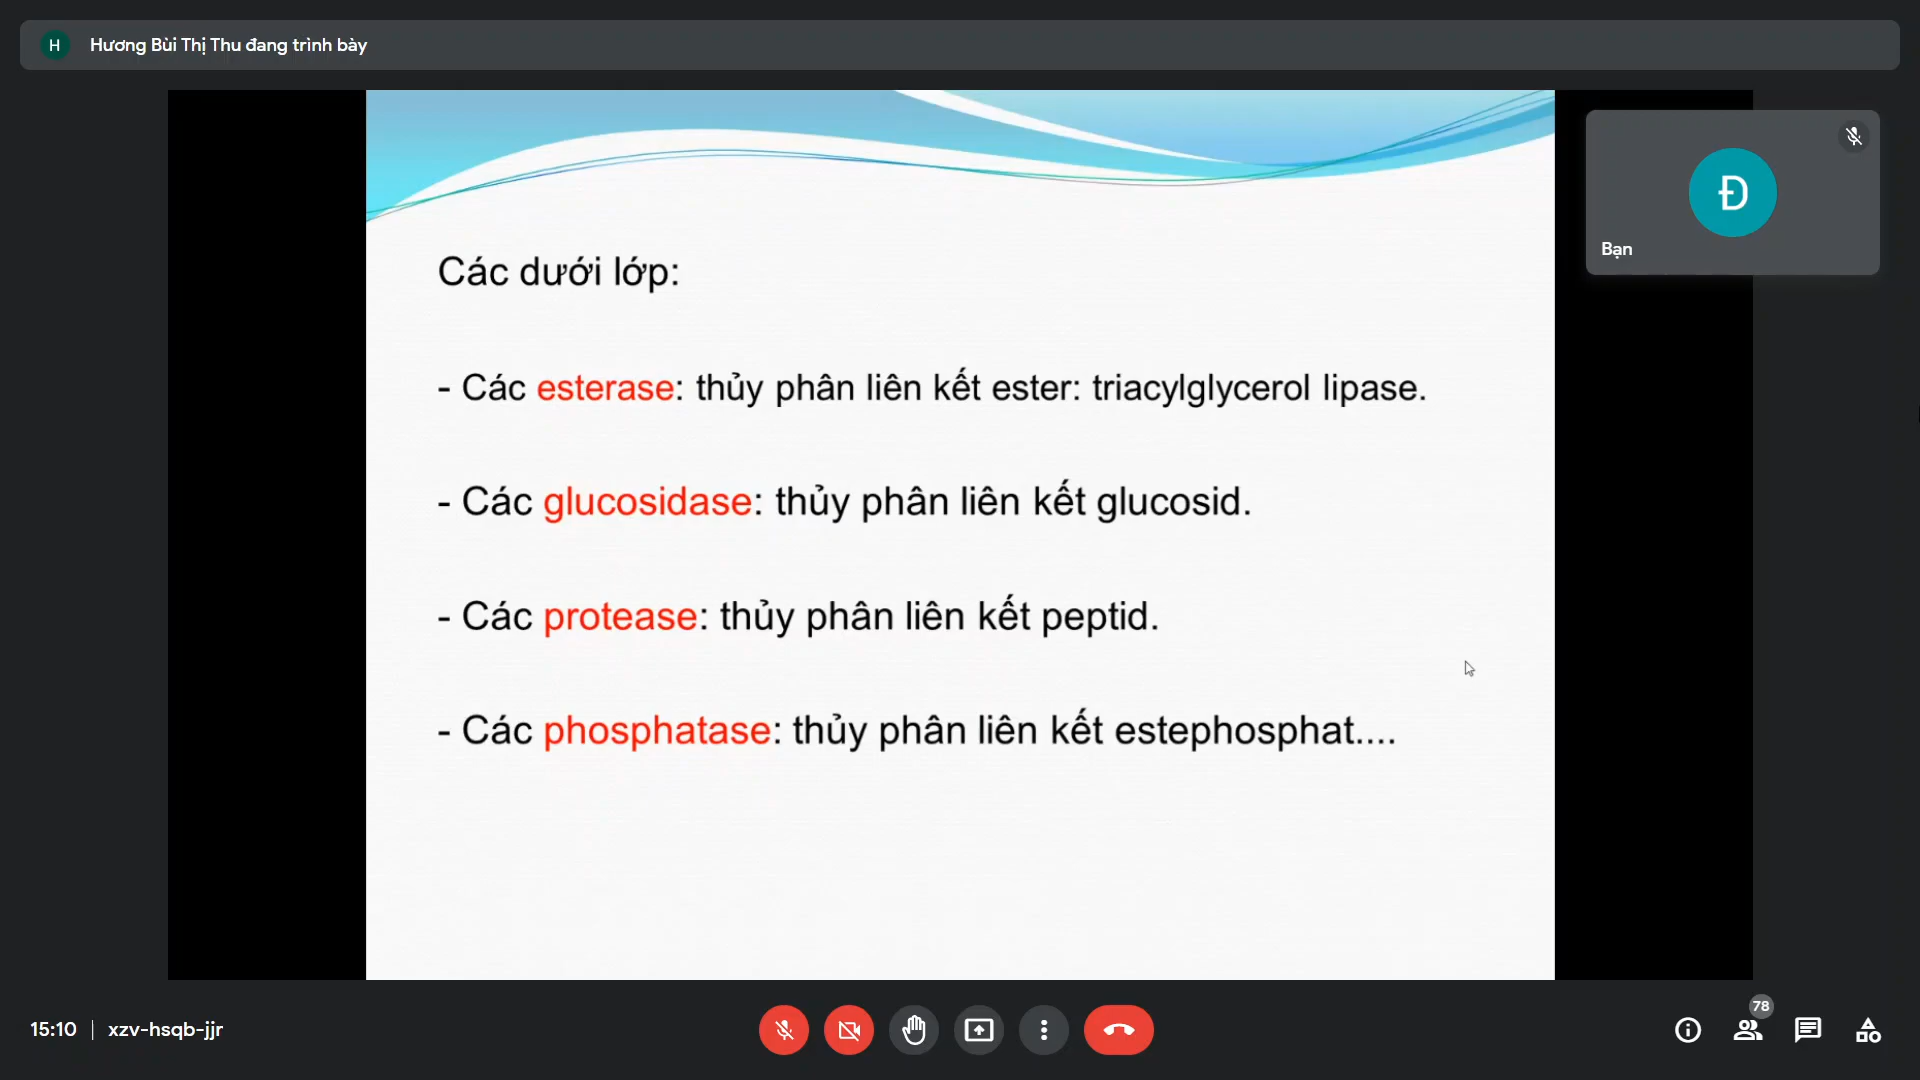 H
Hương Bùi Thị Thu đang trình bày
Đ
Bạn
Các dưới lớp:
- Các esterase: thủy phân liên kết ester: triacylglycerol lipase.
- Các glucosidase: thủy phân liên kết glucosid.
- Các protease: thủy phân liên kết peptid.
- Các phosphatase: thủy phân liên kết estephosphat....
15:10 | xzv-hsqb-jjr
78